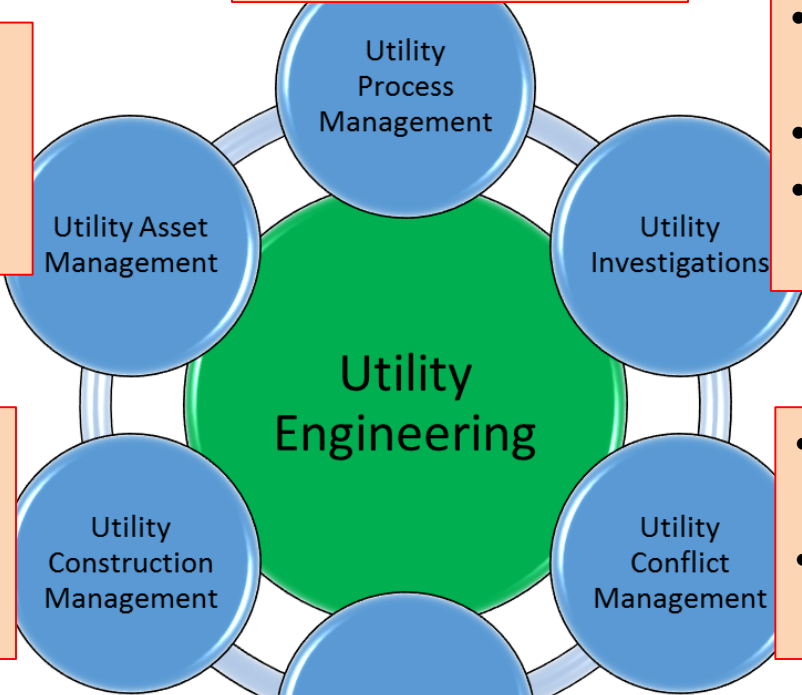 Utility
Process
Management
Utility Asset
Management
Utility
Investigations
Utility
Engineering
Utility
Construction
Management
Utility
Conflict
Management